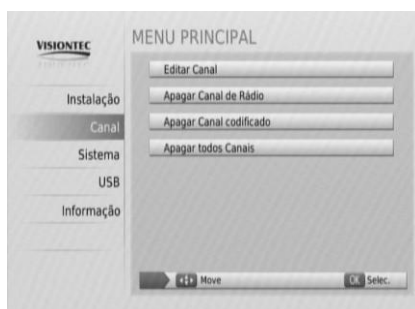 VISIONTEC
MENU PRINCIPAL
Instalação
Canal
Sistema
USB
Informação
Editar Canal
Apagar Canal de Rádio
Apagar Canal codificado
Apagar todos Canais
Move
OK Selec.